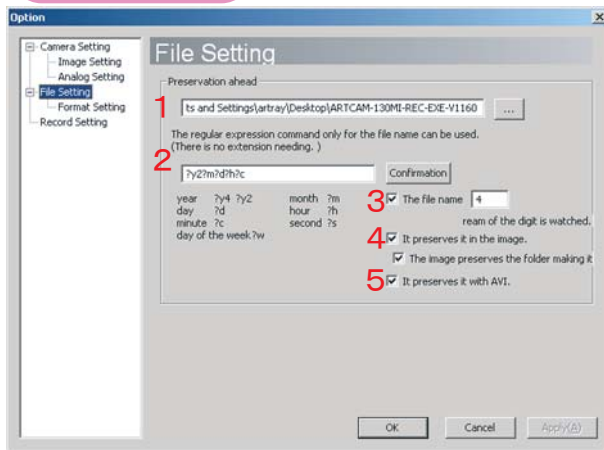 Option
Camera Setting
Image Setting
Analog Setting
File Setting
Format Setting
Record Setting
File Setting
Preservation ahead
1
ts and Settings\artray\Desktop\ARTCAM-130MI-REC-EXE-V1160
...
The regular expression command only for the file name can be used.
(There is no extension needing. )
2
?y2?m?d?h?c
Confirmation
year ?y4 ?y2 month ?m
day ?d hour ?h
minute ?c second ?s
day of the week?w
3 The file name 4
ream of the digit is watched.
4 It preserves it in the image.
The image preserves the folder making it
5 It preserves it with AVI.
OK Cancel Apply(A)